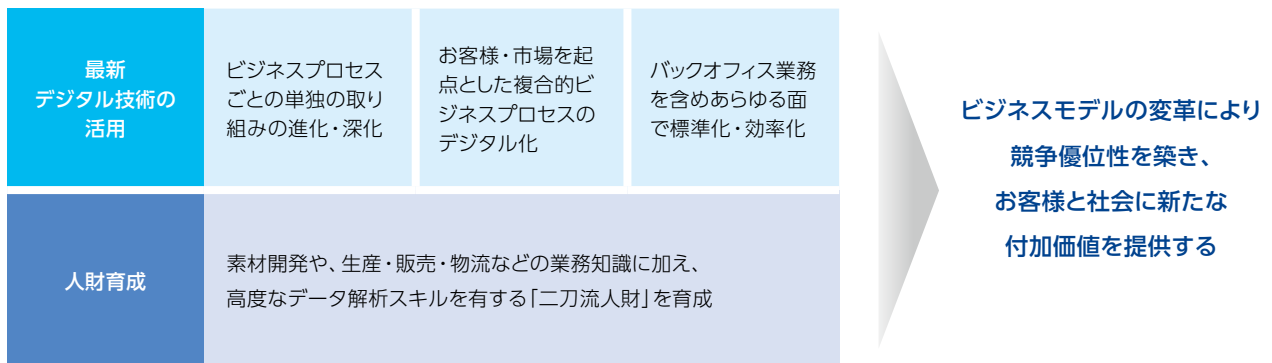 最新
デジタル技術の
活用
ビジネスプロセス
ごとの単独の取り
組みの進化・深化
お客様・市場を起
点とした複合的ビ
ジネスプロセスの
デジタル化
バックオフィス業務
を含めあらゆる面
で標準化・効率化
人財育成
素材開発や、生産・販売・物流などの業務知識に加え、
高度なデータ解析スキルを有する「二刀流人財」を育成
ビジネスモデルの変革により
競争優位性を築き、
お客様と社会に新たな
付加価値を提供する